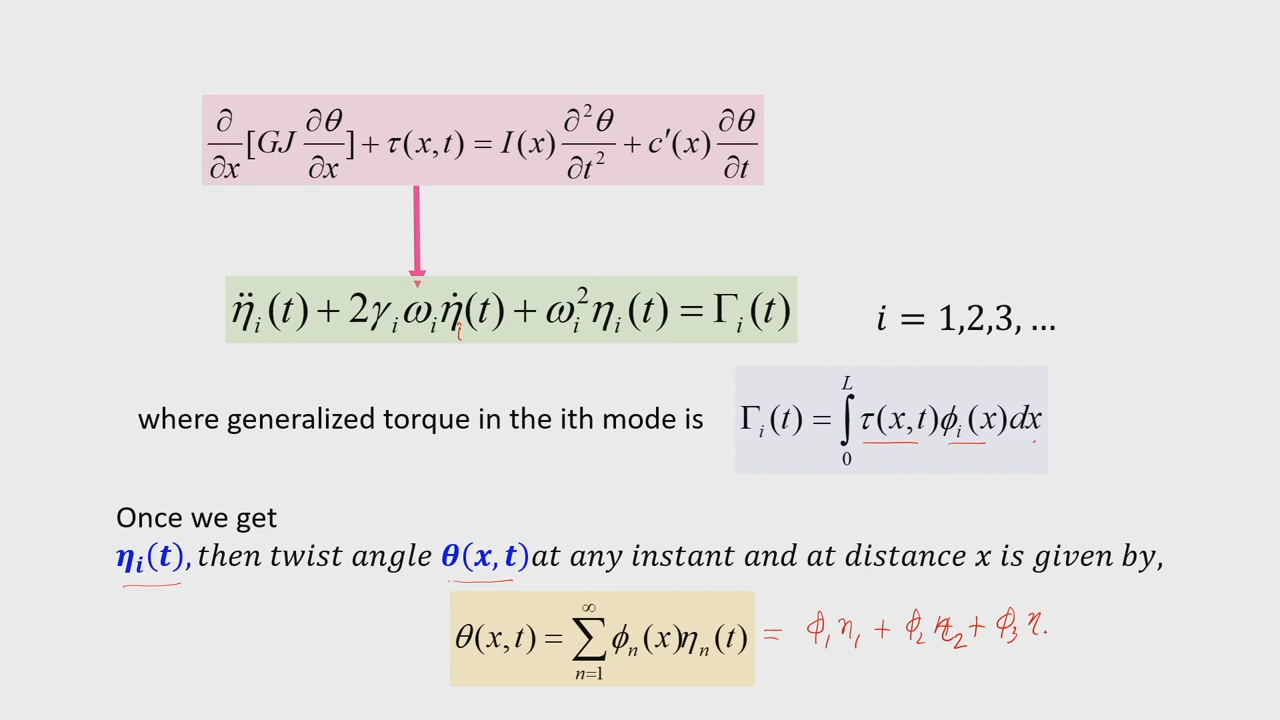 ∂/∂x [GJ ∂θ/∂x] + τ(x,t) = I(x) ∂²θ/∂t² + c′(x) ∂θ/∂t
η̈ᵢ(t) + 2γᵢωᵢη̇(t) + ωᵢ²ηᵢ(t) = Γᵢ(t) i = 1,2,3, ...
i
where generalized torque in the ith mode is Γᵢ(t) = ∫₀ᴸ τ(x,t)ϕᵢ(x)dx
Once we get
ηᵢ(t), then twist angle θ(x,t)at any instant and at distance x is given by,
θ(x,t) = ∑ₙ₌₁^∞ ϕₙ(x)ηₙ(t) = ϕ₁η₁ + ϕ₂η₂ + ϕ₃η.